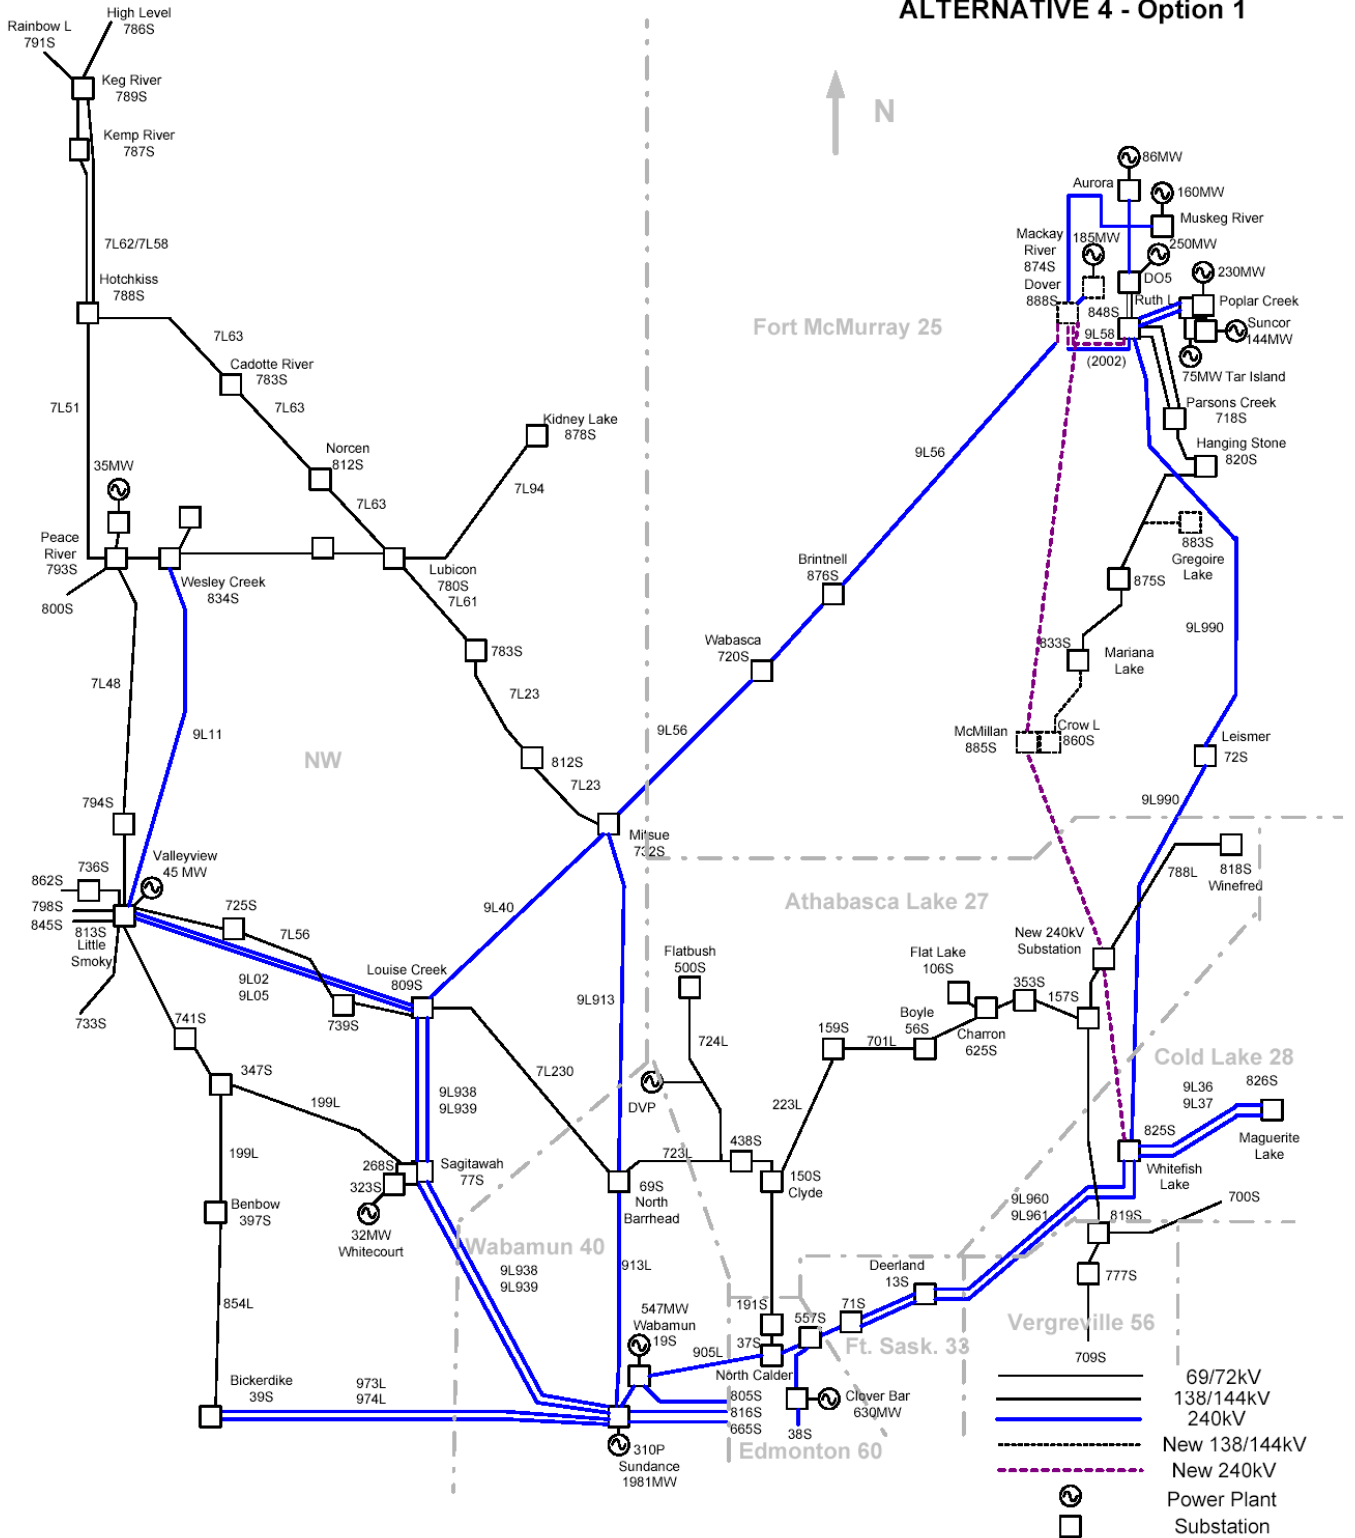 ALTERNATIVE 4 - Option 1
High Level
786S
Rainbow L
791S
Keg River
789S
Kemp River
787S
7L62/7L58
Hotchkiss
788S
7L63
Cadotte River
783S
7L63
7L51
Norcen
812S
7L63
Kidney Lake
878S
7L94
35MW
Peace
River
793S
800S
Wesley Creek
834S
Lubicon
780S
7L61
783S
7L23
812S
7L23
7L48
9L11
NW
794S
736S
862S
798S
845S
813S
Little
Smoky
Valleyview
45 MW
725S
7L56
9L02
9L05
739S
733S
Louise Creek
809S
9L40
Mitsue
732S
9L913
741S
347S
199L
199L
9L938
9L939
7L230
268S
323S
Sagitawah
77S
32MW
Whitecourt
Benbow
397S
854L
Bickerdike
39S
973L
974L
9L938
9L939
Wabamun 40
N
Fort McMurray 25
86MW
Aurora
160MW
Muskeg River
Mackay
River
874S
185MW
250MW
Dover
888S
DO5
230MW
Ruth L
848S
Poplar Creek
9L58
(2002)
Suncor
144MW
75MW Tar Island
Parsons Creek
718S
Hanging Stone
820S
9L56
883S
Gregoire
Lake
875S
Brintnell
876S
Wabasca
720S
9L56
9L990
833S
Mariana
Lake
McMillan
885S
Crow L
860S
Leismer
72S
9L990
788L
818S
Winefred
Athabasca Lake 27
New 240kV
Substation
Flatbush
500S
Flat Lake
106S
353S
157S
Boyle
56S
Charron
625S
159S
701L
724L
DVP
223L
Cold Lake 28
9L36
9L37
826S
Maguerite
Lake
825S
Whitefish
Lake
723L
438S
150S
Clyde
69S
North
Barrhead
9L960
9L961
819S
700S
777S
709S
Deerland
13S
71S
557S
191S
37S
North Calder
913L
547MW
Wabamun
19S
905L
Ft. Sask. 33
Vergreville 56
805S
816S
665S
Clover Bar
630MW
38S
Edmonton 60
310P
Sundance
1981MW
69/72kV
138/144kV
240kV
New 138/144kV
New 240kV
Power Plant
Substation